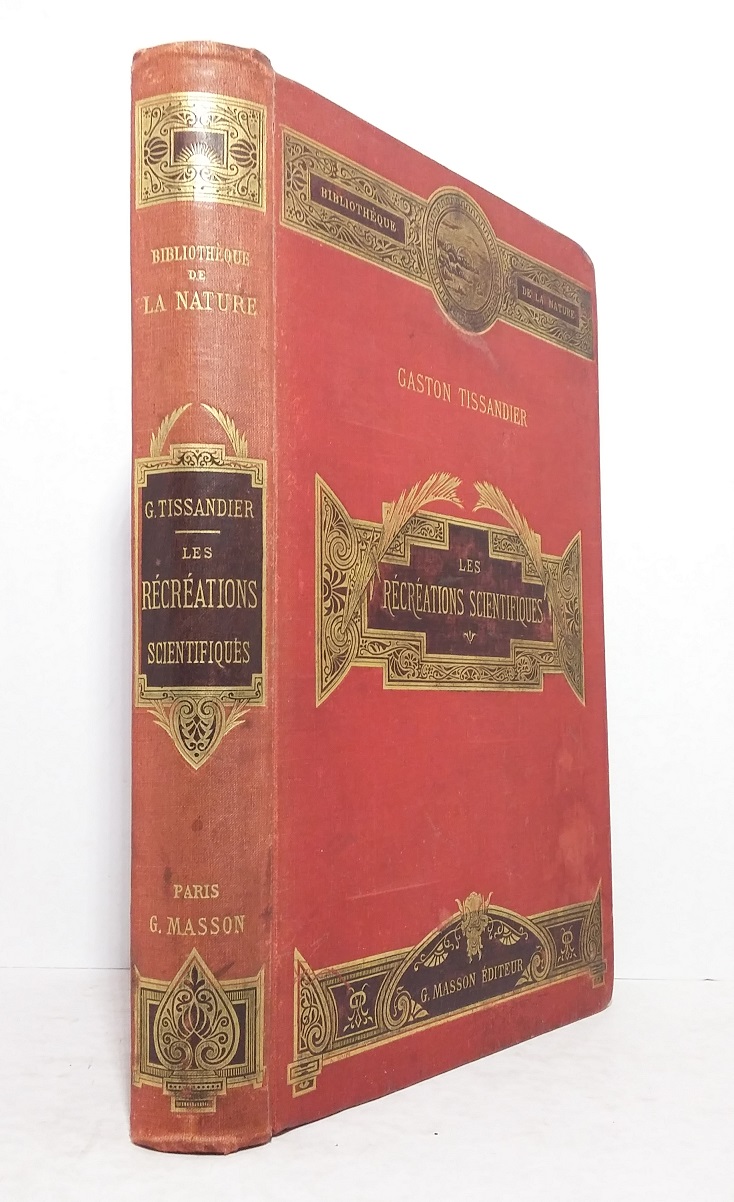 BIBLIOTHÈQUE
DE
LA NATURE
G. TISSANDIER
LES
RÉCRÉATIONS
SCIENTIFIQUES
PARIS
G. MASSON
BIBLIOTHÈQUE
DE LA NATURE
GASTON TISSANDIER
LES
RÉCRÉATIONS SCIENTIFIQUES
G. MASSON ÉDITEUR